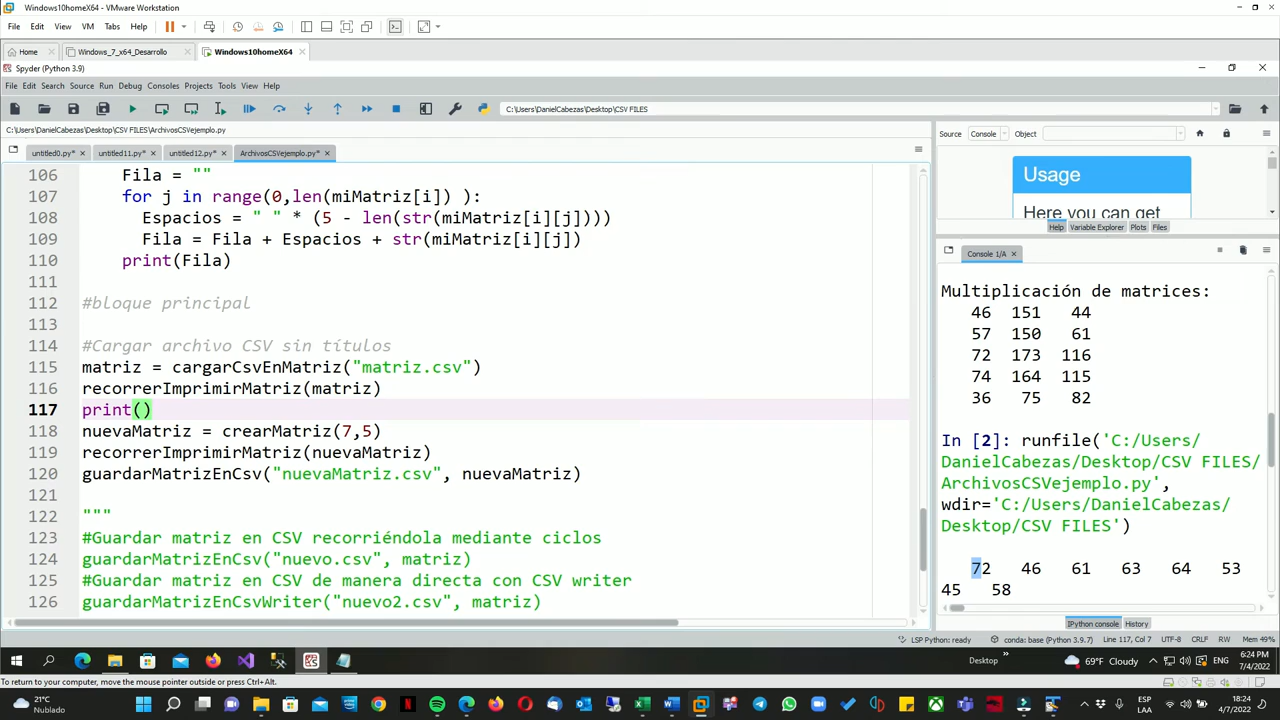 Windows10homeX64 - VMware Workstation
File Edit View VM Tabs Help
Home Windows_7_x64_Desarrollo Windows10homeX64
Spyder (Python 3.9)
File Edit Search Source Run Debug Consoles Projects Tools View Help
C:\Users\DanielCabezas\Desktop\CSV FILES
C:\Users\DanielCabezas\Desktop\CSV FILES\ArchivosCSVejemplo.py
untitled0.py* untitled11.py* untitled12.py* ArchivosCSVejemplo.py*
106 Fila = ""
107 for j in range(0,len(miMatriz[i]) ):
108 Espacios = " " * (5 - len(str(miMatriz[i][j])))
109 Fila = Fila + Espacios + str(miMatriz[i][j])
110 print(Fila)
111
112 #bloque principal
113
114 #Cargar archivo CSV sin títulos
115 matriz = cargarCsvEnMatriz("matriz.csv")
116 recorrerImprimirMatriz(matriz)
117 print()
118 nuevaMatriz = crearMatriz(7,5)
119 recorrerImprimirMatriz(nuevaMatriz)
120 guardarMatrizEnCsv("nuevaMatriz.csv", nuevaMatriz)
121
122 """
123 #Guardar matriz en CSV recorriéndola mediante ciclos
124 guardarMatrizEnCsv("nuevo.csv", matriz)
125 #Guardar matriz en CSV de manera directa con CSV writer
126 guardarMatrizEnCsvWriter("nuevo2.csv", matriz)
Source Console Object
Usage
Here you can get
Help Variable Explorer Plots Files
Console 1/A
Multiplicación de matrices:
46 151 44
57 150 61
72 173 116
74 164 115
36 75 82
In [2]: runfile('C:/Users/
DanielCabezas/Desktop/CSV FILES/
ArchivosCSVejemplo.py',
wdir='C:/Users/DanielCabezas/
Desktop/CSV FILES')
72 46 61 63 64 53
45 58
IPython console History
LSP Python: ready conda: base (Python 3.9.7) Line 117, Col 7 UTF-8 CRLF RW Mem 49%
Desktop 69°F Cloudy ENG 6:24 PM
7/4/2022
To return to your computer, move the mouse pointer outside or press Ctrl+Alt.
21°C
Nublado
ESP
LAA
18:24
4/7/2022